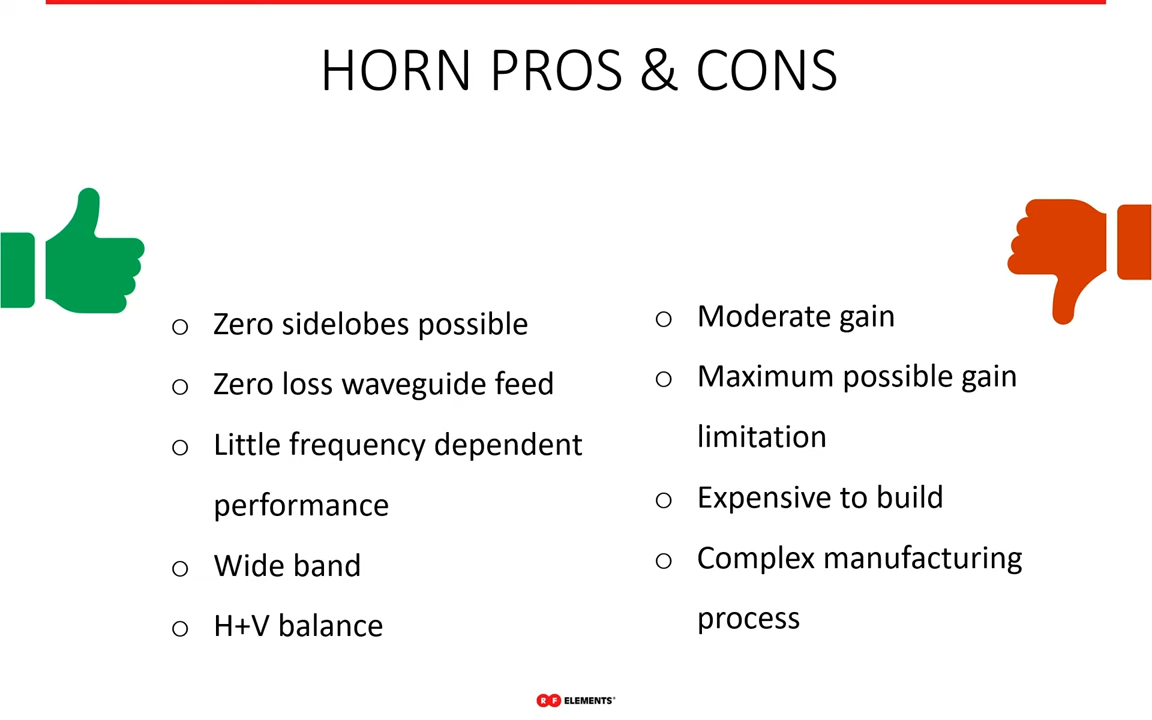 HORN PROS & CONS
o Zero sidelobes possible
o Zero loss waveguide feed
o Little frequency dependent
performance
o Wide band
o H+V balance
o Moderate gain
o Maximum possible gain
limitation
o Expensive to build
o Complex manufacturing
process
RF ELEMENTS®